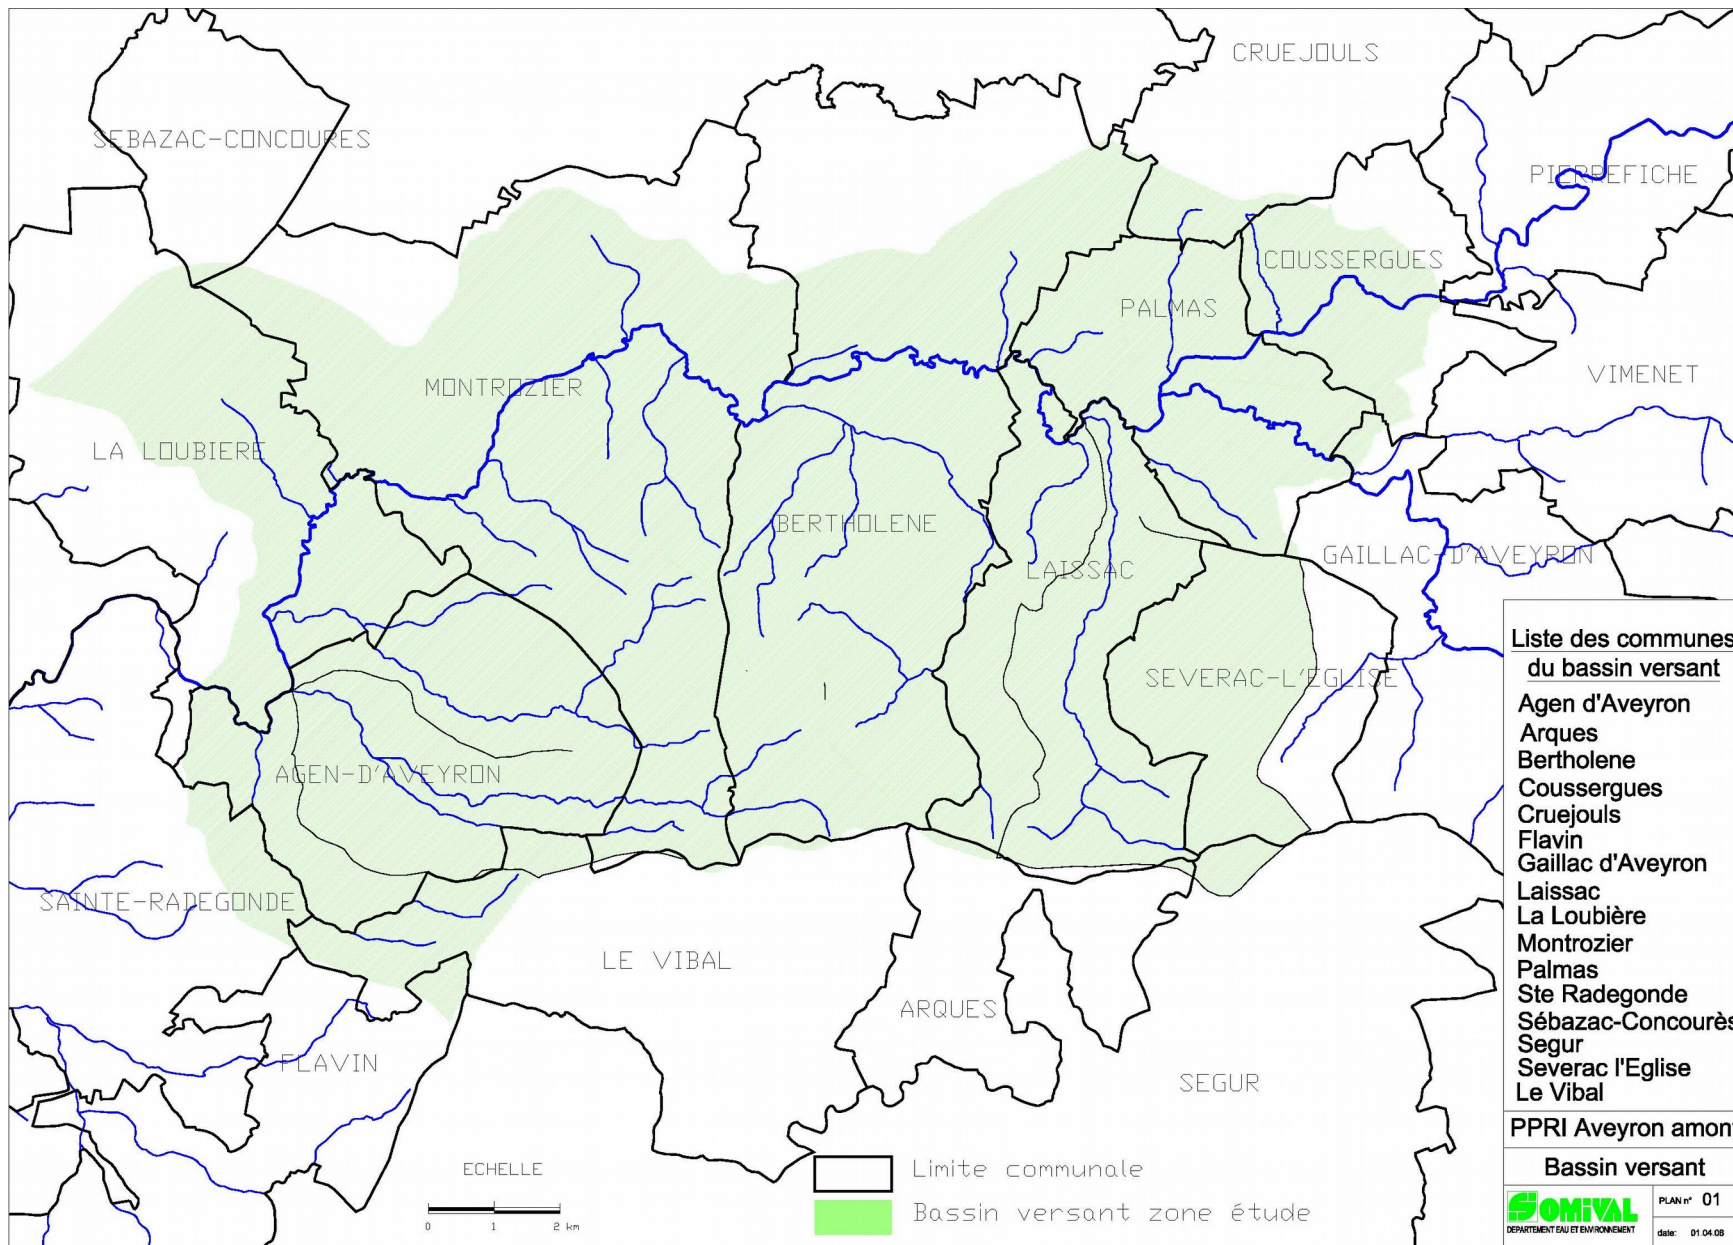 CRUEJOULS
SEBAZAC-CONCOURES
PIERREFICHE
COUSSERGUES
PALMAS
VIMENET
MONTROZIER
LA LOUBIERE
BERTHOLENE
LAISSAC
GAILLAC-D'AVEYRON
SEVERAC-L'EGLISE
AGEN-D'AVEYRON
SAINTE-RADEGONDE
LE VIBAL
ARQUES
FLAVIN
SEGUR
ECHELLE
0 1 2 km
Limite communale
Bassin versant zone étude
Liste des communes
du bassin versant
Agen d'Aveyron
Arques
Bertholene
Coussergues
Cruejouls
Flavin
Gaillac d'Aveyron
Laissac
La Loubière
Montrozier
Palmas
Ste Radegonde
Sébazac-Concourès
Segur
Severac l'Eglise
Le Vibal
PPRI Aveyron amont
Bassin versant
SOMIVAL
DEPARTEMENT EAU ET ENVIRONNEMENT
PLAN n° 01
date: 01.04.08